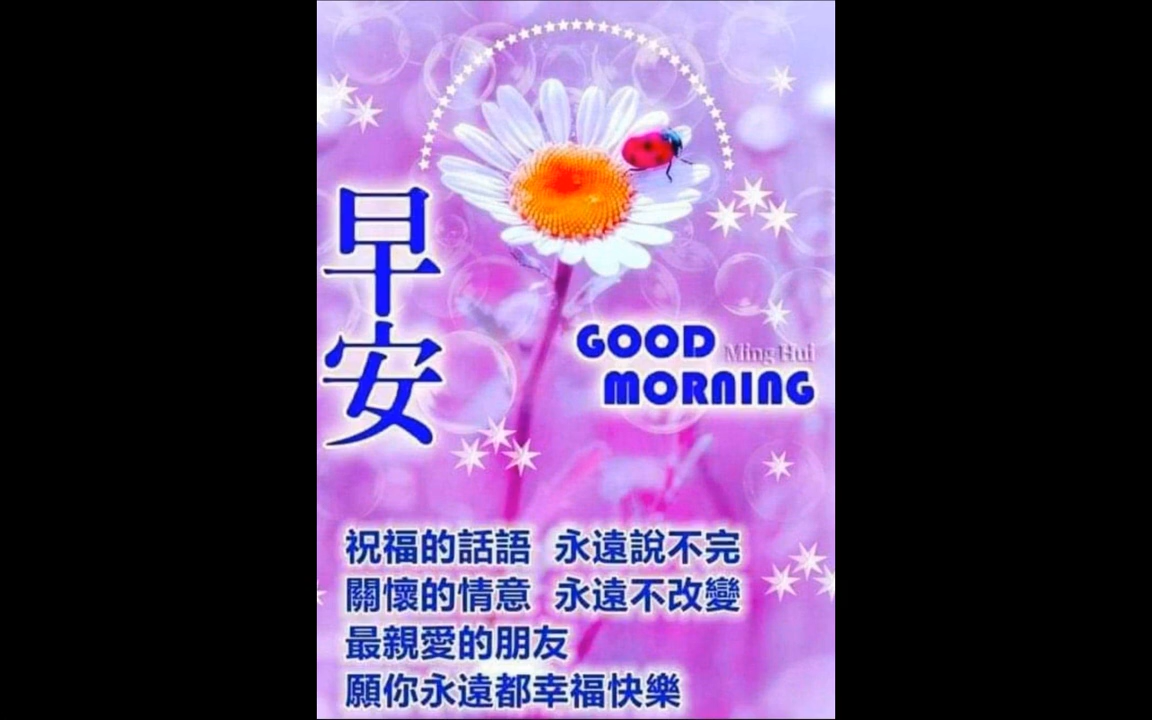 早安
GOOD
Ming Hui
MORNING
祝福的話語 永遠說不完
關懷的情意 永遠不改變
最親愛的朋友
願你永遠都幸福快樂